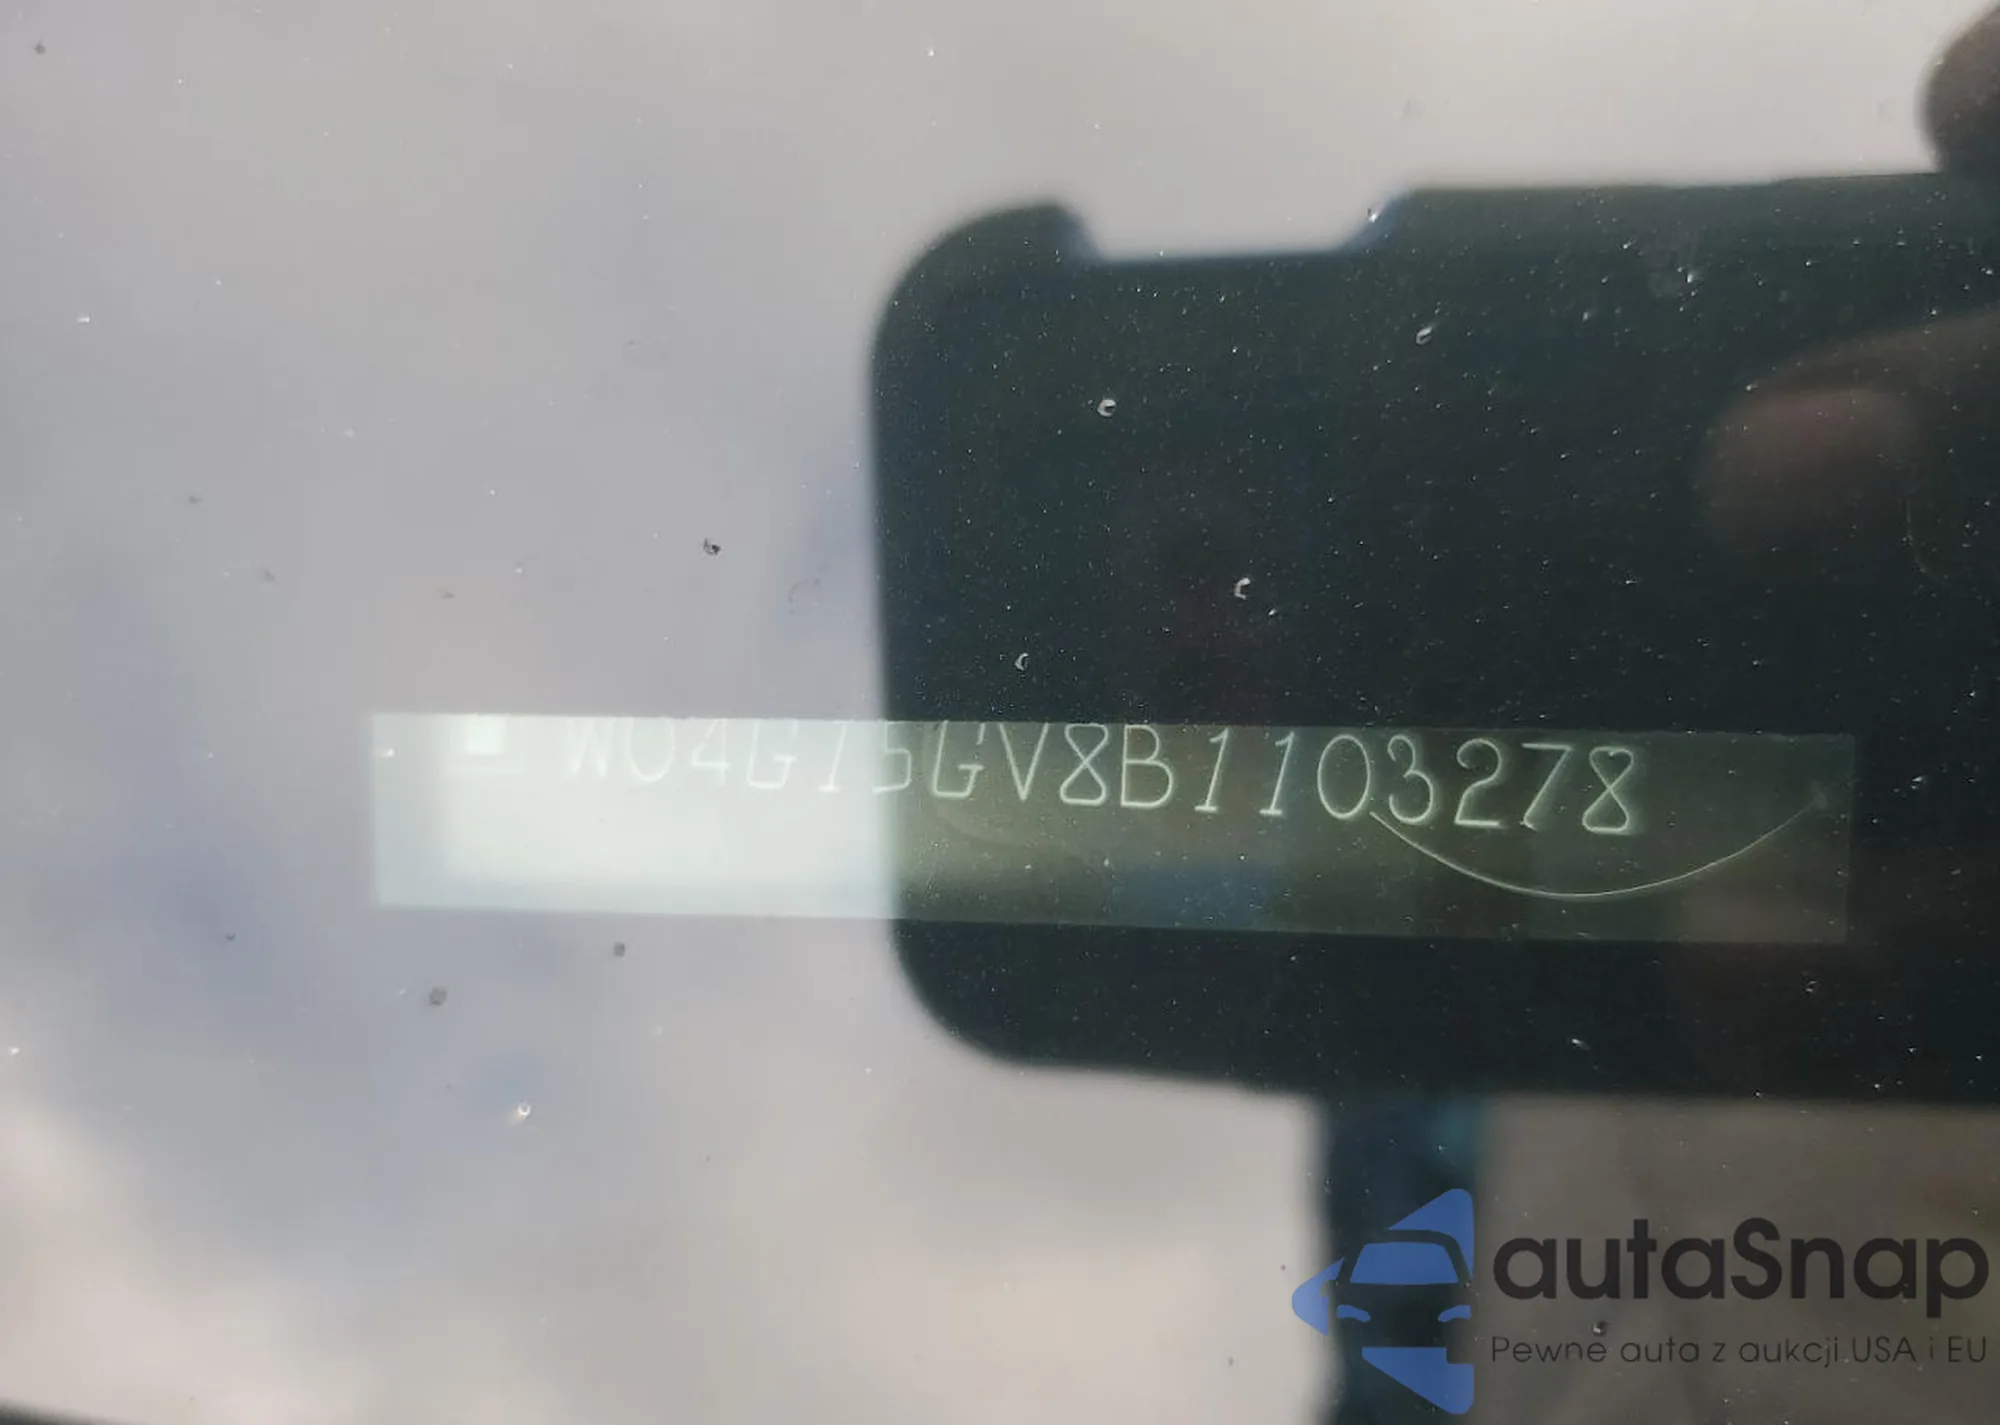 W04G15GV8B1103278
autaSnap
Pewne auta z aukcji USA i EU